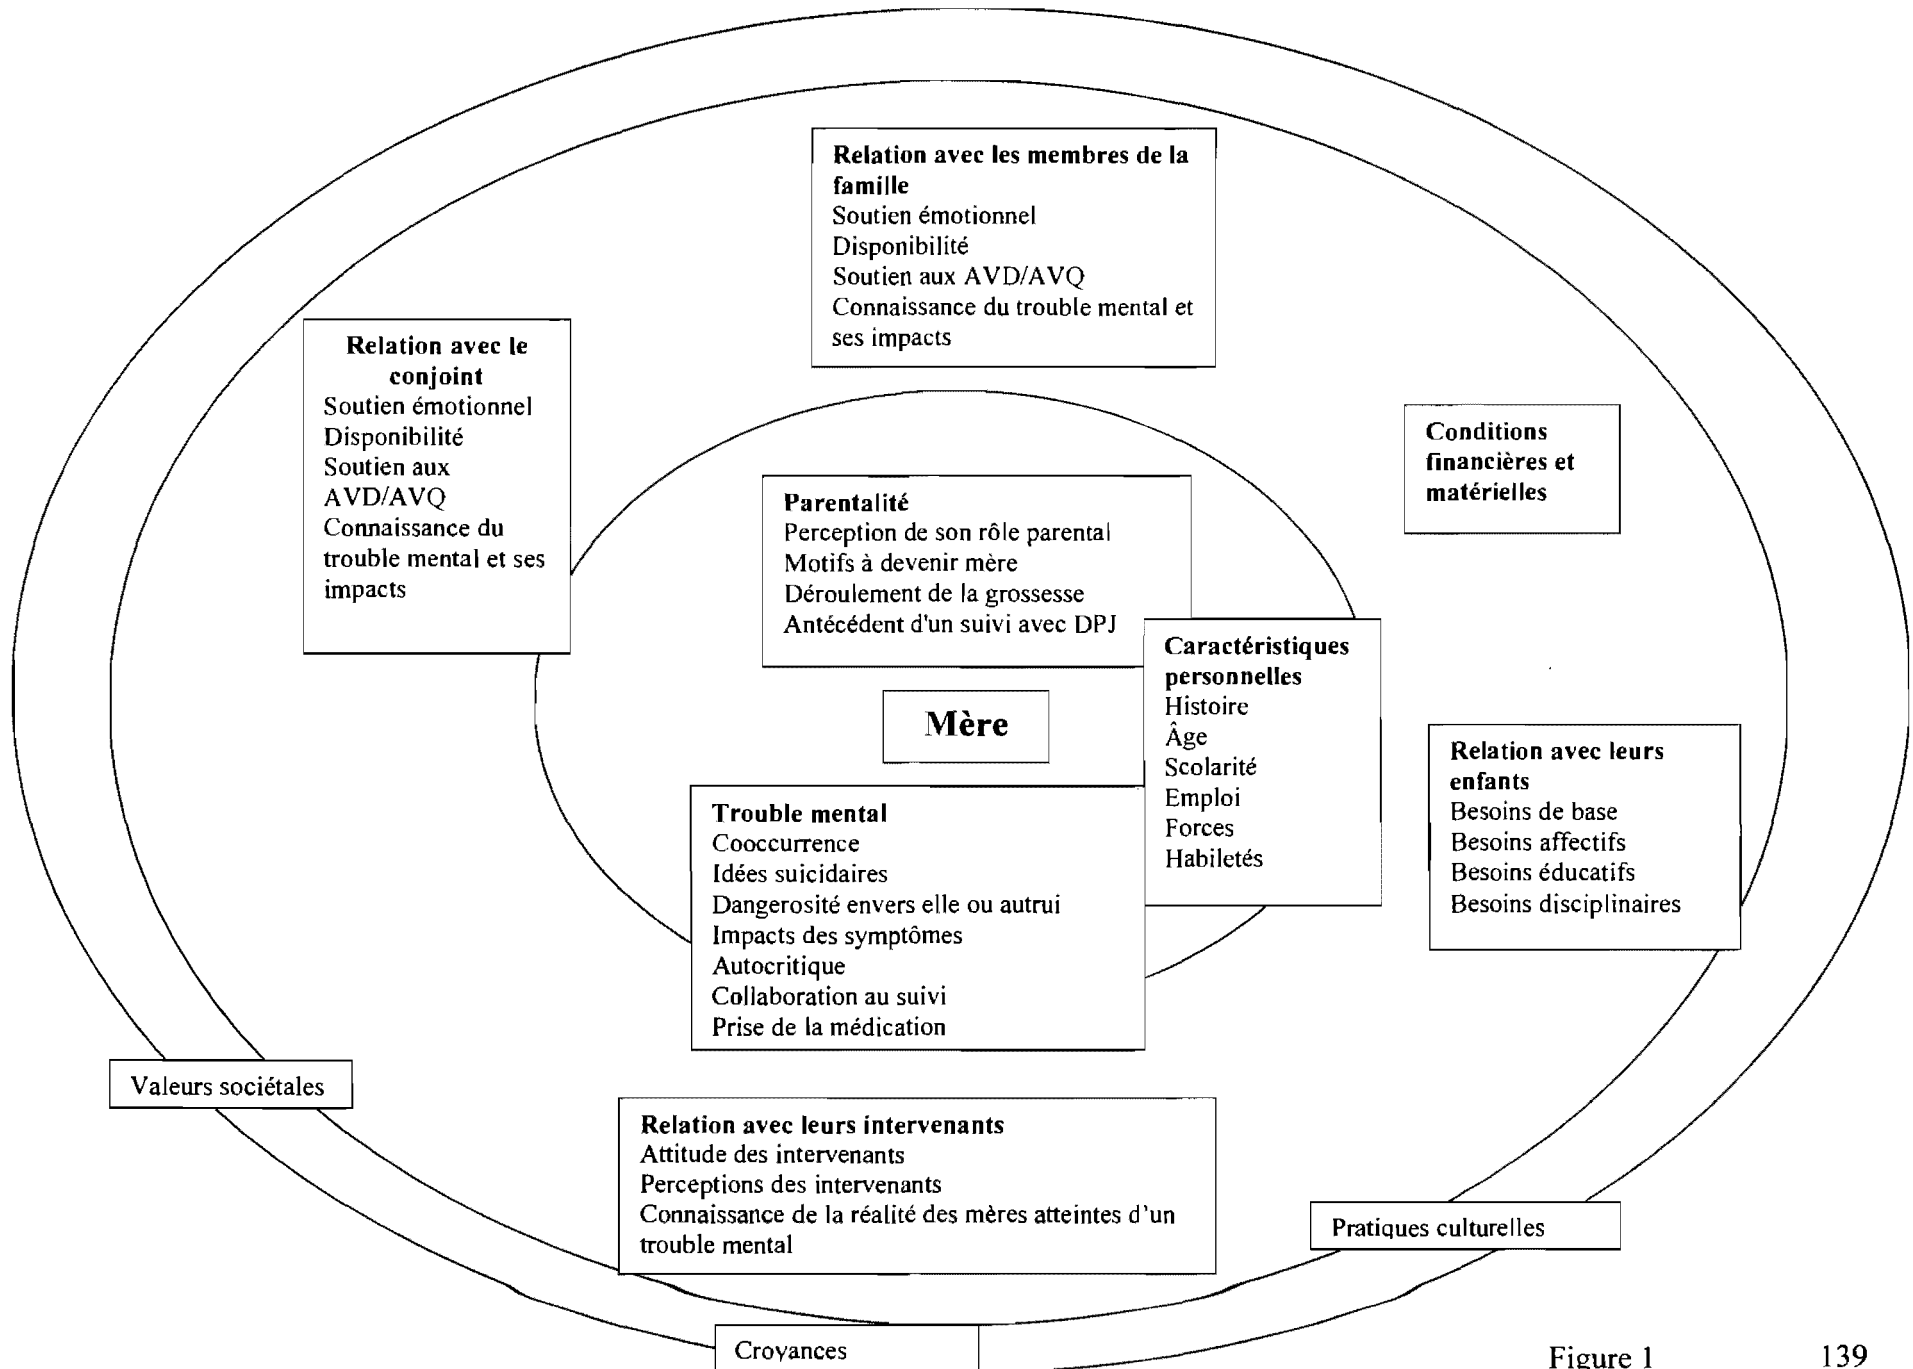 Relation avec les membres de la
famille
Soutien émotionnel
Disponibilité
Soutien aux AVD/AVQ
Connaissance du trouble mental et
ses impacts
Relation avec le
conjoint
Soutien émotionnel
Disponibilité
Soutien aux
AVD/AVQ
Connaissance du
trouble mental et ses
impacts
Conditions
financières et
matérielles
Parentalité
Perception de son rôle parental
Motifs à devenir mère
Déroulement de la grossesse
Antécédent d'un suivi avec DPJ
Caractéristiques
personnelles
Histoire
Âge
Scolarité
Emploi
Forces
Habiletés
Mère
Relation avec leurs
enfants
Besoins de base
Besoins affectifs
Besoins éducatifs
Besoins disciplinaires
Trouble mental
Cooccurrence
Idées suicidaires
Dangerosité envers elle ou autrui
Impacts des symptômes
Autocritique
Collaboration au suivi
Prise de la médication
Valeurs sociétales
Relation avec leurs intervenants
Attitude des intervenants
Perceptions des intervenants
Connaissance de la réalité des mères atteintes d'un
trouble mental
Pratiques culturelles
Croyances
Figure 1
139